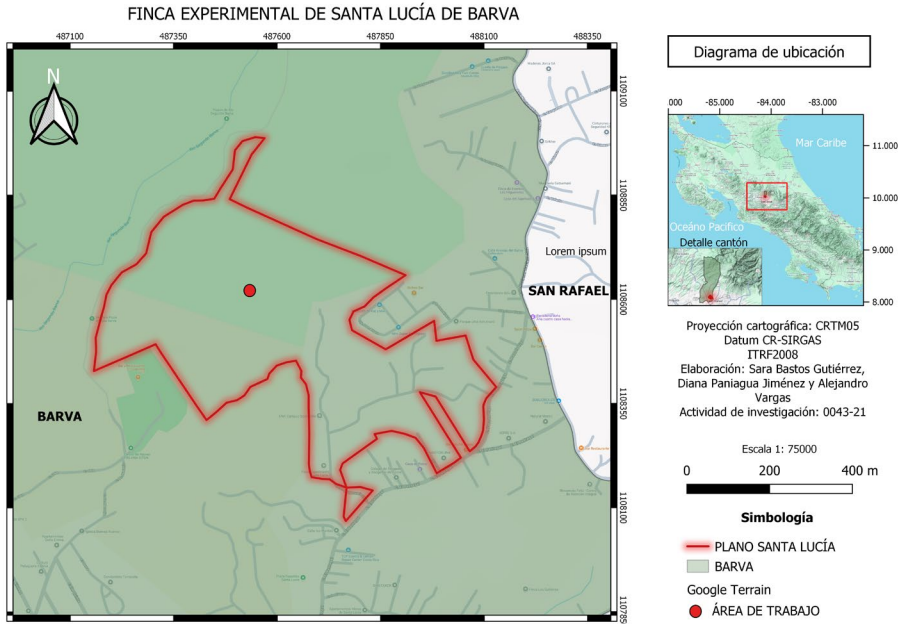 FINCA EXPERIMENTAL DE SANTA LUCÍA DE BARVA
487100 487350 487600 487850 488100 488350
1109100
1108850
1108600
1108350
1108100
110785
N
Lorem ipsum
SAN RAFAEL
BARVA
Diagrama de ubicación
000 -85.000 -84.000 -83.000
11.000
10.000
9.000
8.000
Mar Caribe
Oceáno Pacifico
Detalle cantón
Proyección cartográfica: CRTM05
Datum CR-SIRGAS
ITRF2008
Elaboración: Sara Bastos Gutiérrez,
Diana Paniagua Jiménez y Alejandro
Vargas
Actividad de investigación: 0043-21
Escala 1: 75000
0 200 400 m
Simbología
PLANO SANTA LUCÍA
BARVA
Google Terrain
ÁREA DE TRABAJO